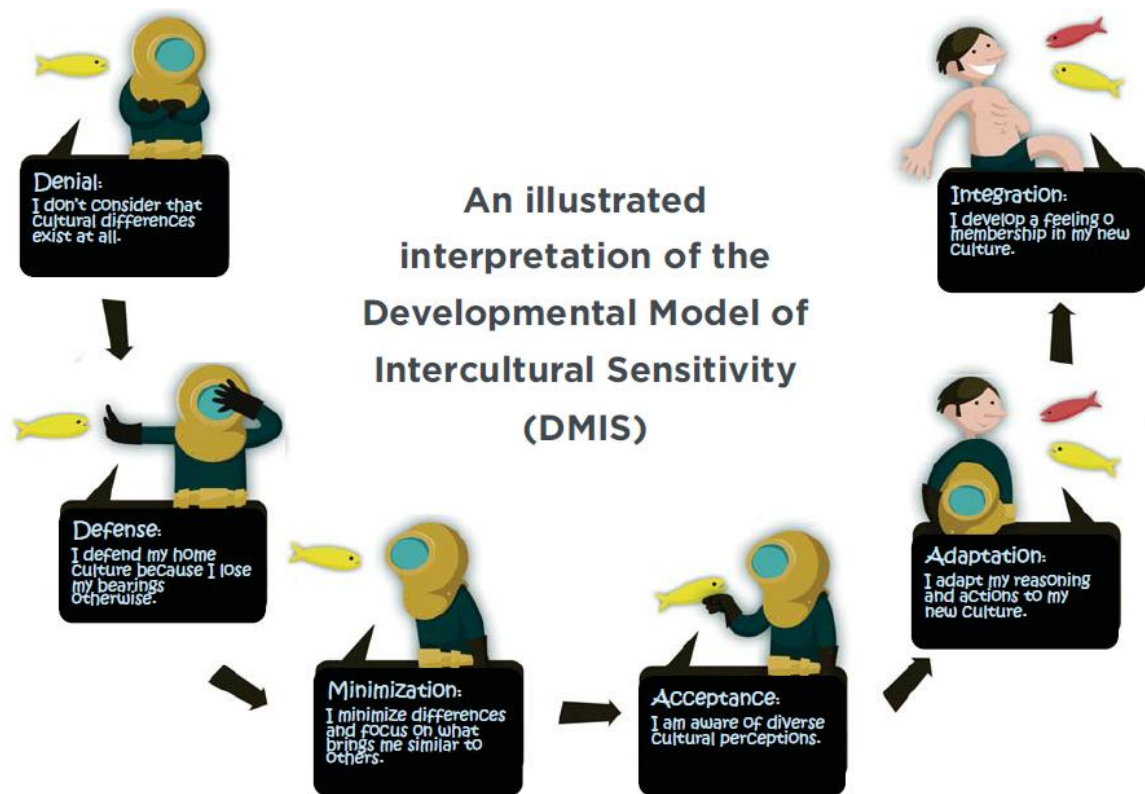 An illustrated
interpretation of the
Developmental Model of
Intercultural Sensitivity
(DMIS)
Denial:
I don't consider that
cultural differences
exist at all.
Defense:
I defend my home
culture because I lose
my bearings
otherwise.
Minimization:
I minimize differences
and focus on what
brings me similar to
others.
Acceptance:
I am aware of diverse
cultural perceptions.
Adaptation:
I adapt my reasoning
and actions to my
new culture.
Integration:
I develop a feeling o
membership in my new
culture.